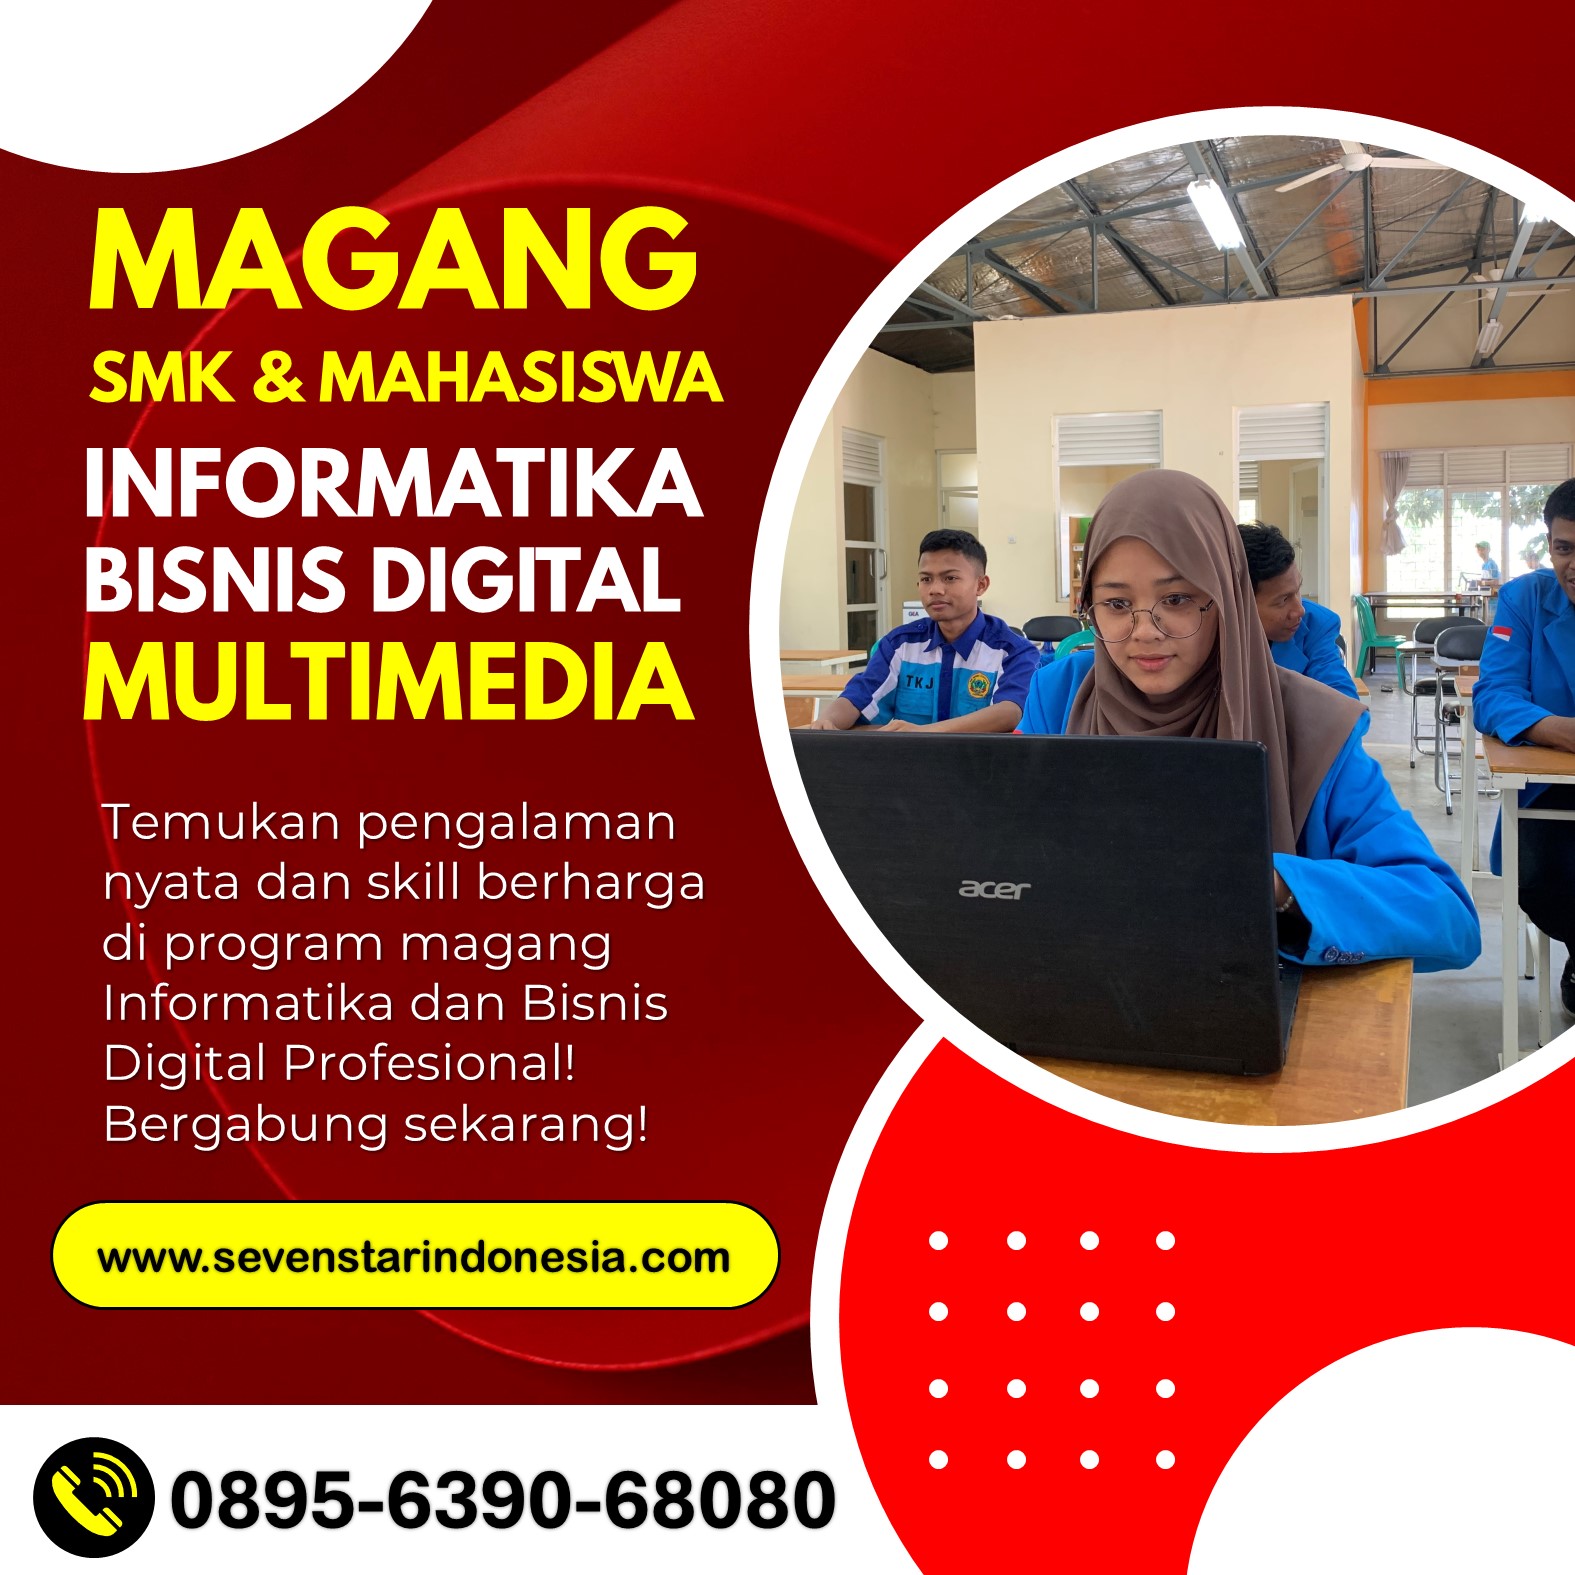 MAGANG
SMK & MAHASISWA
INFORMATIKA
BISNIS DIGITAL
MULTIMEDIA
Temukan pengalaman
nyata dan skill berharga
di program magang
Informatika dan Bisnis
Digital Profesional!
Bergabung sekarang!
www.sevenstarindonesia.com
0895-6390-68080
TKJ
acer